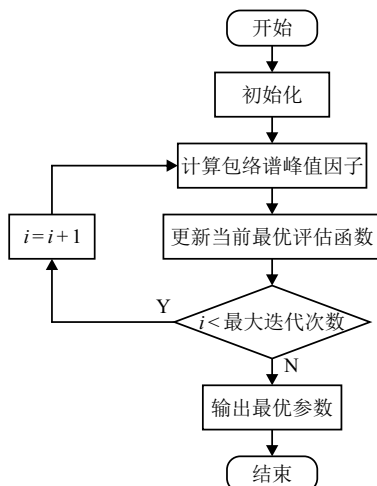 开始
初始化
计算包络谱峰值因子
i=i+1
更新当前最优评估函数
Y
i<最大迭代次数
N
输出最优参数
结束